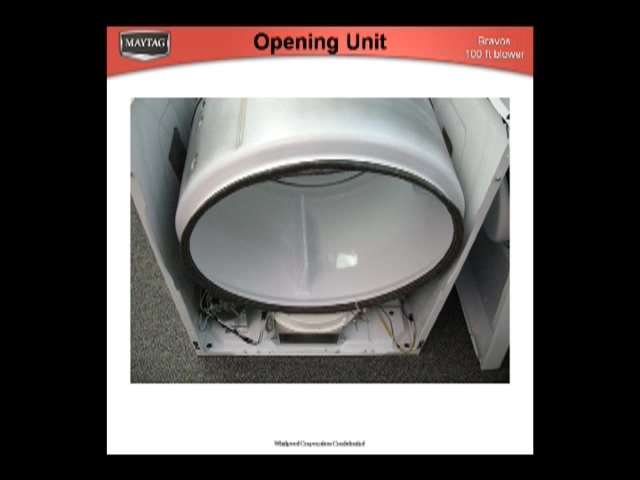 MAYTAG
Opening Unit
Bravos
100 ft blower
Whirlpool Corporation Confidential